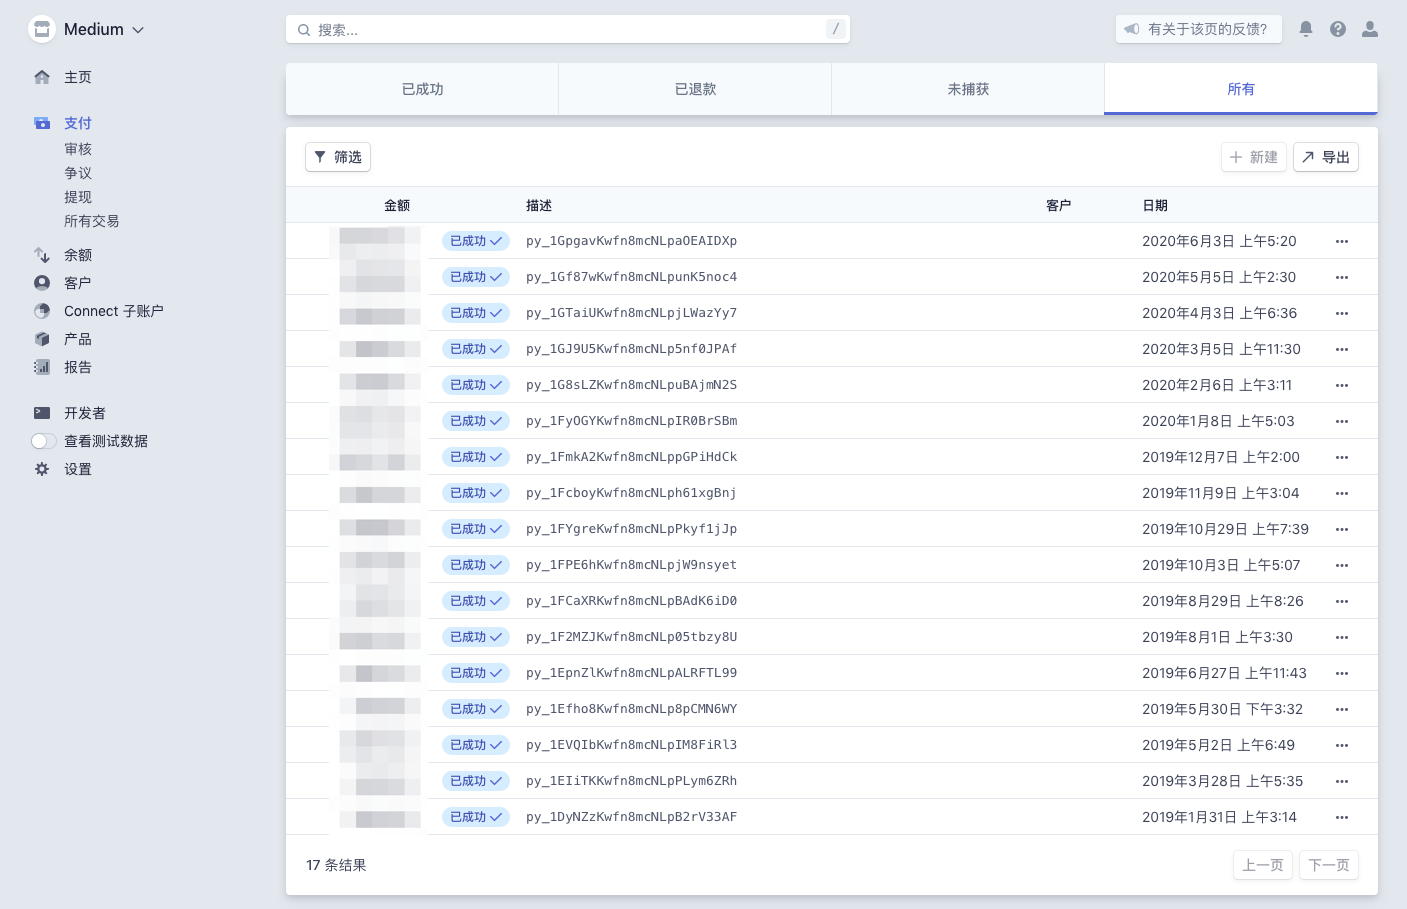 Medium
搜索...
/
有关于该页的反馈?
主页
支付
审核
争议
提现
所有交易
余额
客户
Connect 子账户
产品
报告
开发者
查看测试数据
设置
已成功
已退款
未捕获
所有
筛选
新建
导出
金额 描述 客户 日期
已成功 py_1GpgavKwfn8mcNLpaOEAIDXp 2020年6月3日 上午5:20
已成功 py_1Gf87wKwfn8mcNLpunK5noc4 2020年5月5日 上午2:30
已成功 py_1GTaiUKwfn8mcNLpjLWazYy7 2020年4月3日 上午6:36
已成功 py_1GJ9U5Kwfn8mcNLp5nf0JPAf 2020年3月5日 上午11:30
已成功 py_1G8sLZKwfn8mcNLpuBAjmN2S 2020年2月6日 上午3:11
已成功 py_1FyOGYKwfn8mcNLpIR0BrSBm 2020年1月8日 上午5:03
已成功 py_1FmkA2Kwfn8mcNLppGPiHdCk 2019年12月7日 上午2:00
已成功 py_1FcboyKwfn8mcNLph61xgBnj 2019年11月9日 上午3:04
已成功 py_1FYgreKwfn8mcNLpPkyf1jJp 2019年10月29日 上午7:39
已成功 py_1FPE6hKwfn8mcNLpjW9nsyet 2019年10月3日 上午5:07
已成功 py_1FCaXRKwfn8mcNLpBAdK6iD0 2019年8月29日 上午8:26
已成功 py_1F2MZJKwfn8mcNLp05tbzy8U 2019年8月1日 上午3:30
已成功 py_1EpnZlKwfn8mcNLpALRFTL99 2019年6月27日 上午11:43
已成功 py_1Efho8Kwfn8mcNLp8pCMN6WY 2019年5月30日 下午3:32
已成功 py_1EVQIbKwfn8mcNLpIM8FiRl3 2019年5月2日 上午6:49
已成功 py_1EIiTKKwfn8mcNLpPLym6ZRh 2019年3月28日 上午5:35
已成功 py_1DyNZzKwfn8mcNLpB2rV33AF 2019年1月31日 上午3:14
17 条结果
上一页
下一页